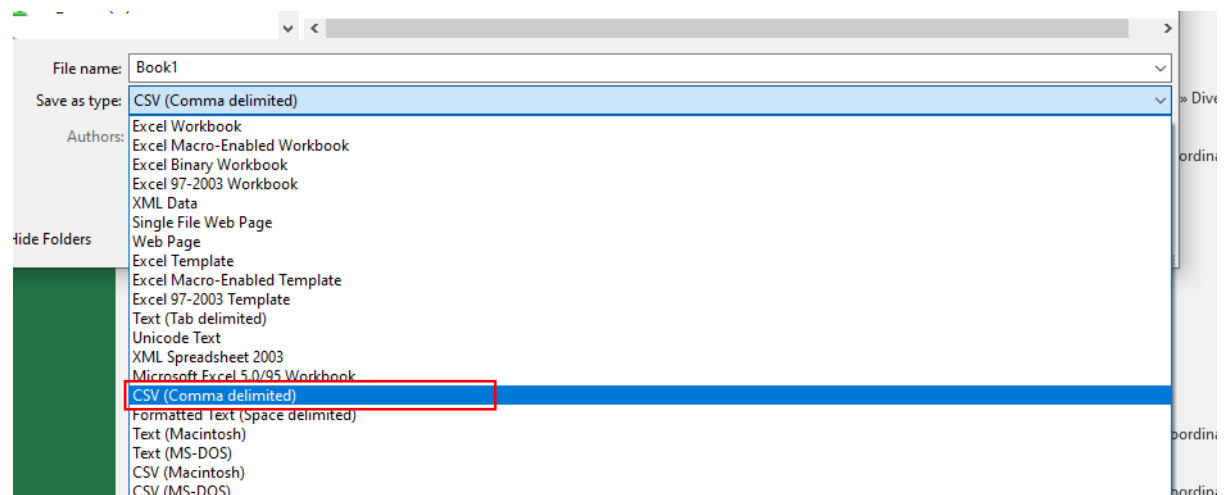 File name: Book1
Save as type: CSV (Comma delimited)
» Dive
Authors:
Excel Workbook
Excel Macro-Enabled Workbook
ordina
Excel Binary Workbook
Excel 97-2003 Workbook
XML Data
Single File Web Page
Hide Folders
Web Page
Excel Template
Excel Macro-Enabled Template
Excel 97-2003 Template
Text (Tab delimited)
Unicode Text
XML Spreadsheet 2003
Microsoft Excel 5.0/95 Workbook
CSV (Comma delimited)
Formatted Text (Space delimited)
Text (Macintosh)
oordina
Text (MS-DOS)
CSV (Macintosh)
CSV (MS-DOS)
oordina